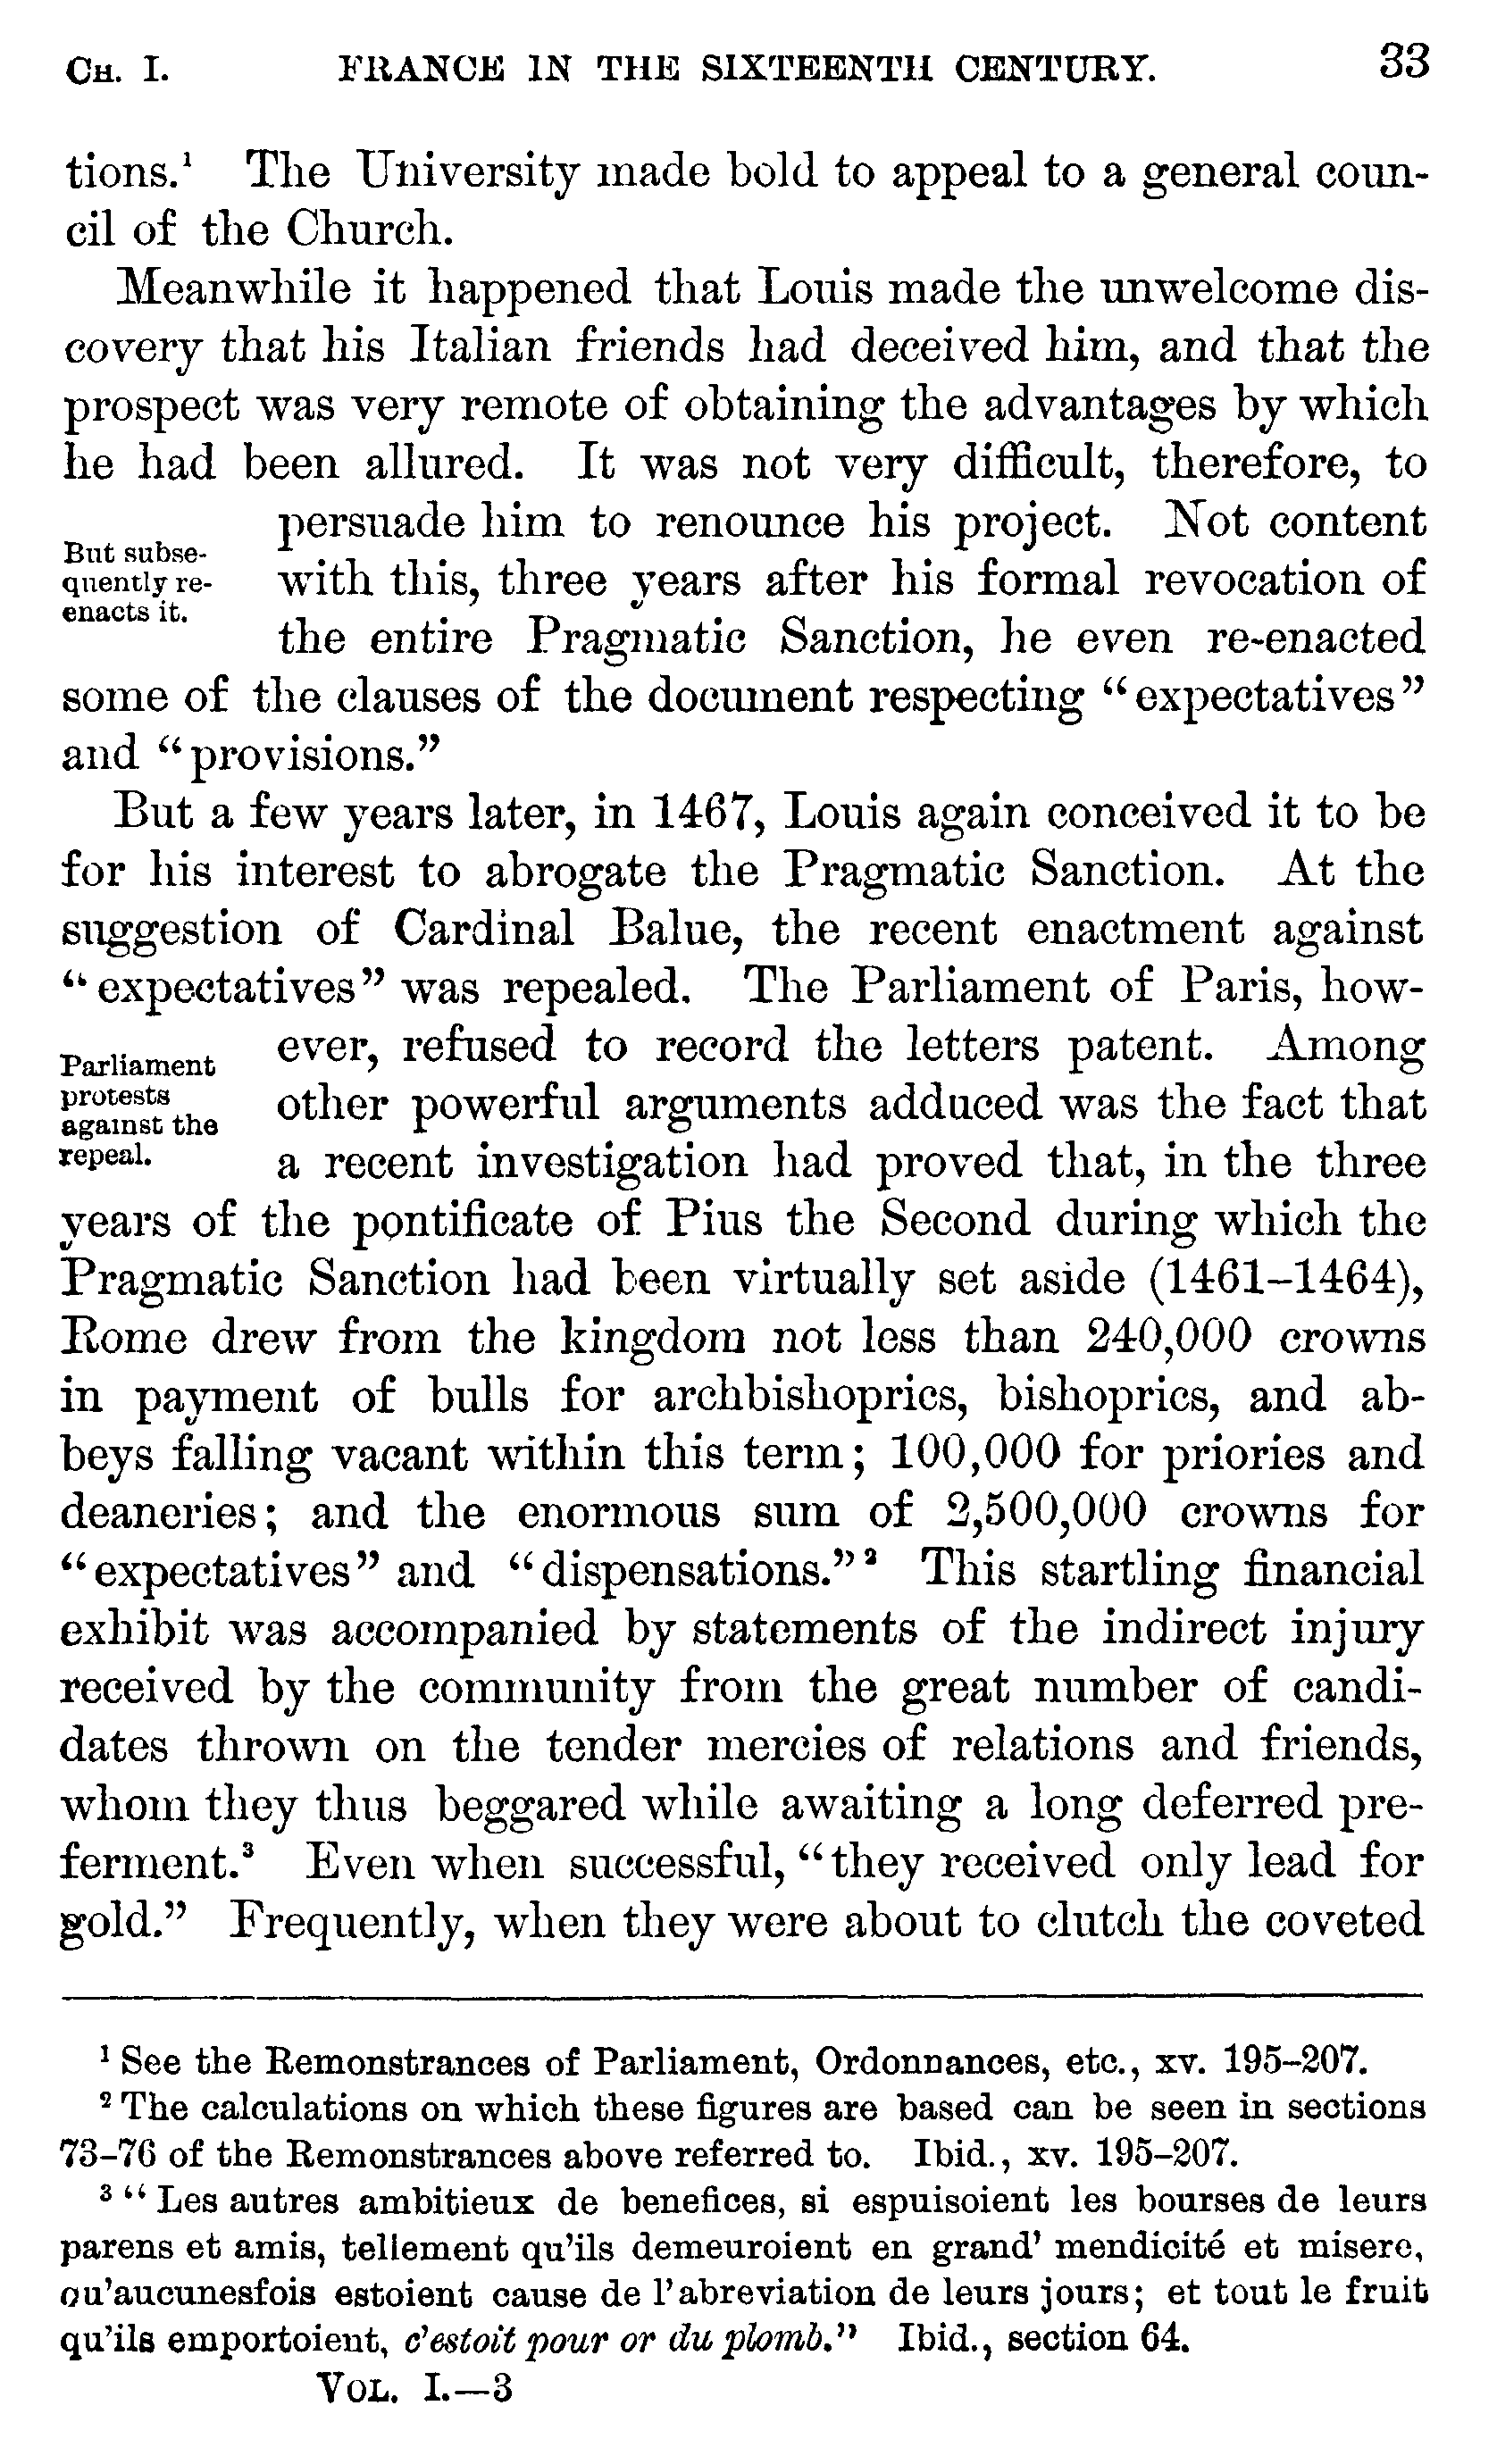 CH. I. FRANCE IN THE SIXTEENTH CENTURY. 33
tions.¹ The University made bold to appeal to a general coun-
cil of the Church.
Meanwhile it happened that Louis made the unwelcome dis-
covery that his Italian friends had deceived him, and that the
prospect was very remote of obtaining the advantages by which
he had been allured. It was not very difficult, therefore, to
persuade him to renounce his project. Not content
But subse-
quently re-
enacts it.
with this, three years after his formal revocation of
the entire Pragmatic Sanction, he even re-enacted
some of the clauses of the document respecting “expectatives”
and “provisions.”
But a few years later, in 1467, Louis again conceived it to be
for his interest to abrogate the Pragmatic Sanction. At the
suggestion of Cardinal Balue, the recent enactment against
“expectatives” was repealed. The Parliament of Paris, how-
ever, refused to record the letters patent. Among
Parliament
protests
against the
repeal.
other powerful arguments adduced was the fact that
a recent investigation had proved that, in the three
years of the pontificate of Pius the Second during which the
Pragmatic Sanction had been virtually set aside (1461–1464),
Rome drew from the kingdom not less than 240,000 crowns
in payment of bulls for archbishoprics, bishoprics, and ab-
beys falling vacant within this term; 100,000 for priories and
deaneries; and the enormous sum of 2,500,000 crowns for
“expectatives” and “dispensations.”² This startling financial
exhibit was accompanied by statements of the indirect injury
received by the community from the great number of candi-
dates thrown on the tender mercies of relations and friends,
whom they thus beggared while awaiting a long deferred pre-
ferment.³ Even when successful, “they received only lead for
gold.” Frequently, when they were about to clutch the coveted
¹ See the Remonstrances of Parliament, Ordonnances, etc., xv. 195–207.
² The calculations on which these figures are based can be seen in sections
73–76 of the Remonstrances above referred to. Ibid., xv. 195–207.
³ “Les autres ambitieux de benefices, si espuisoient les bourses de leurs
parens et amis, tellement qu’ils demeuroient en grand’ mendicité et misere,
ou’aucunesfois estoient cause de l’abreviation de leurs jours; et tout le fruit
qu’ils emportoient, c’estoit pour or du plomb.” Ibid., section 64.
VOL. I.—3